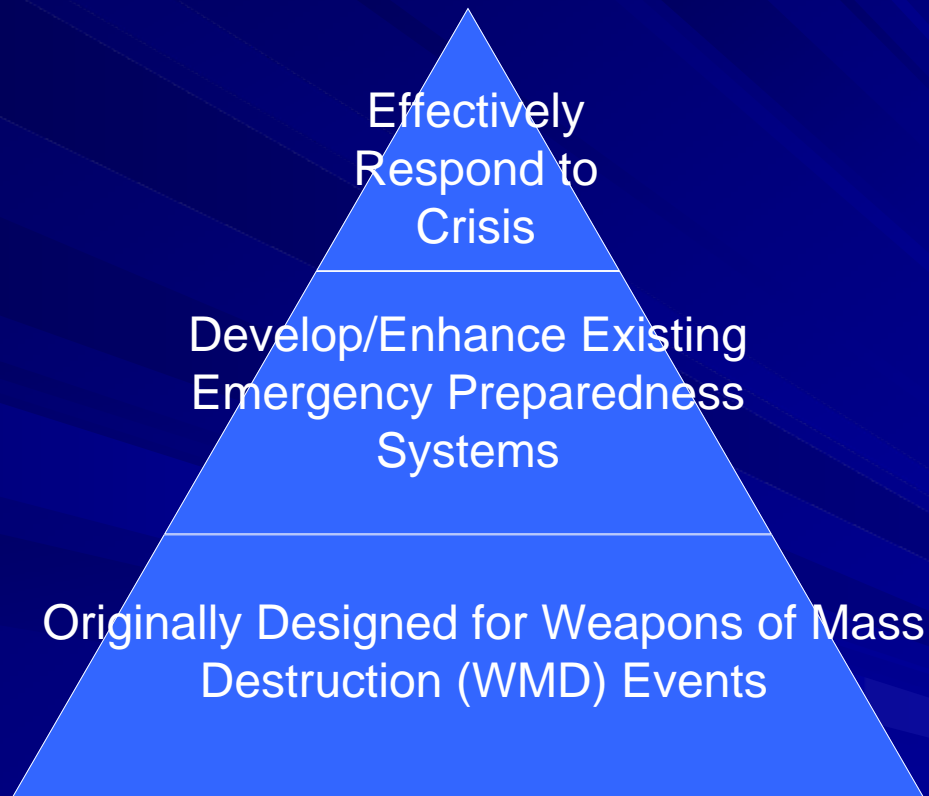 Effectively
Respond to
Crisis
Develop/Enhance Existing
Emergency Preparedness
Systems
Originally Designed for Weapons of Mass
Destruction (WMD) Events